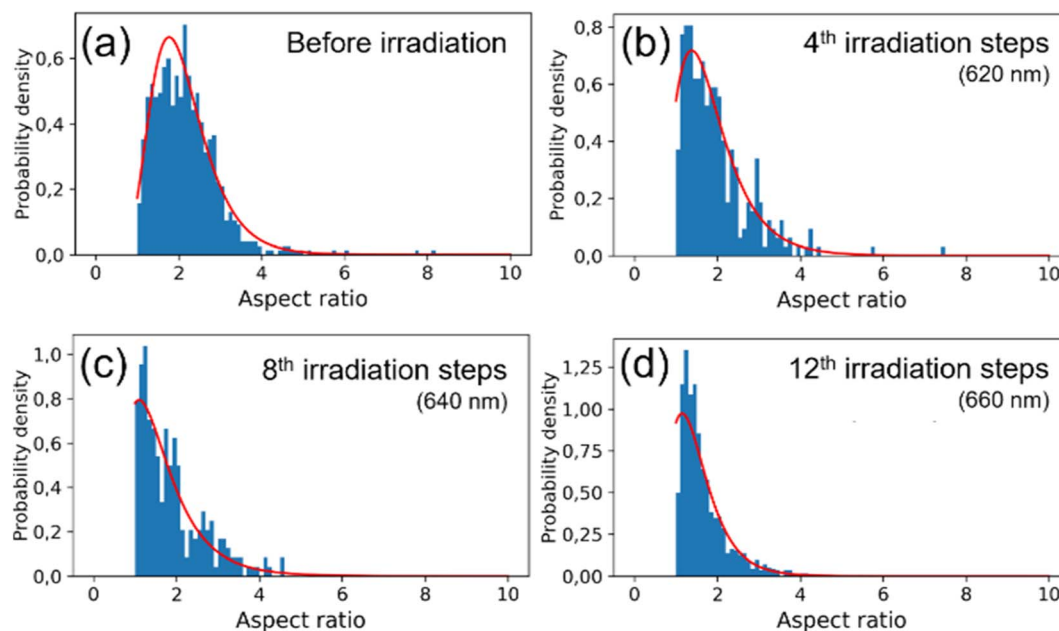 (a) Before irradiation
Probability density
0,6
0,4
0,2
0,0
0 2 4 6 8 10
Aspect ratio
(b) 4th irradiation steps
(620 nm)
Probability density
0,8
0,6
0,4
0,2
0,0
0 2 4 6 8 10
Aspect ratio
(c) 8th irradiation steps
(640 nm)
Probability density
1,0
0,8
0,6
0,4
0,2
0,0
0 2 4 6 8 10
Aspect ratio
(d) 12th irradiation steps
(660 nm)
Probability density
1,25
1,00
0,75
0,50
0,25
0,00
0 2 4 6 8 10
Aspect ratio